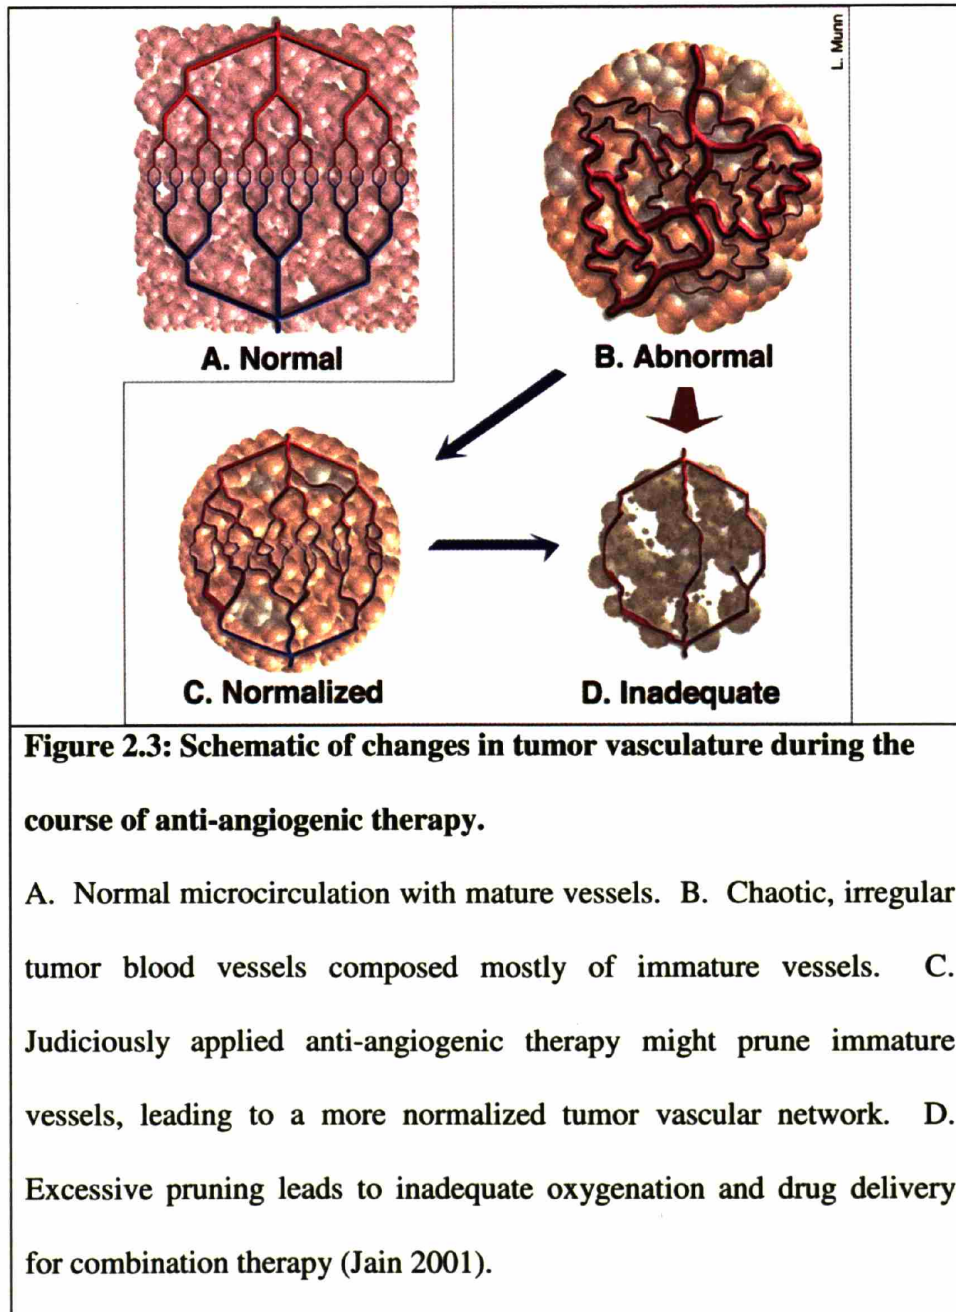 L. Munn
A. Normal
B. Abnormal
C. Normalized
D. Inadequate
Figure 2.3: Schematic of changes in tumor vasculature during the
course of anti-angiogenic therapy.
A. Normal microcirculation with mature vessels. B. Chaotic, irregular
tumor blood vessels composed mostly of immature vessels. C.
Judiciously applied anti-angiogenic therapy might prune immature
vessels, leading to a more normalized tumor vascular network. D.
Excessive pruning leads to inadequate oxygenation and drug delivery
for combination therapy (Jain 2001).